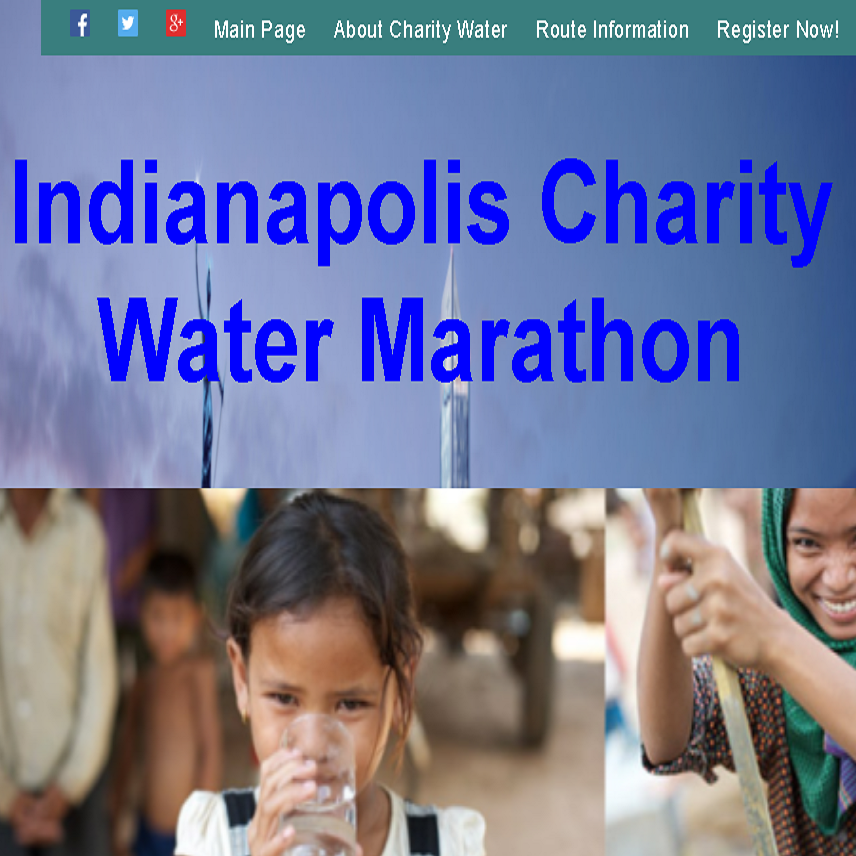 f
g+
Main Page
About Charity Water
Route Information
Register Now!
Indianapolis Charity
Water Marathon